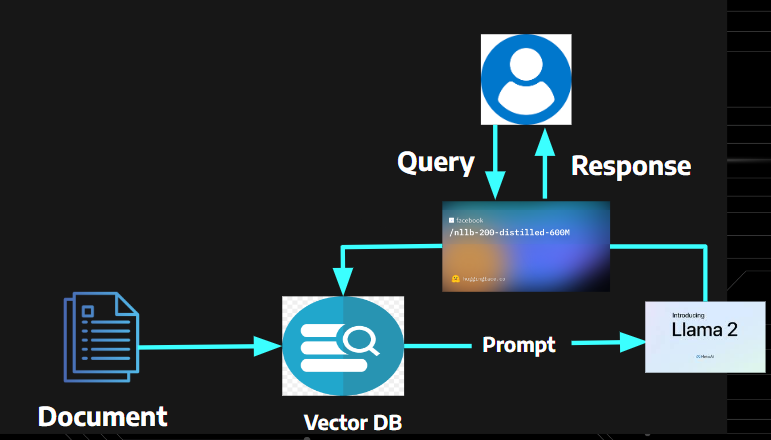 Query
Response
facebook
/nllb-200-distilled-600M
huggingface.co
Introducing
Llama 2
Prompt
Document
Vector DB